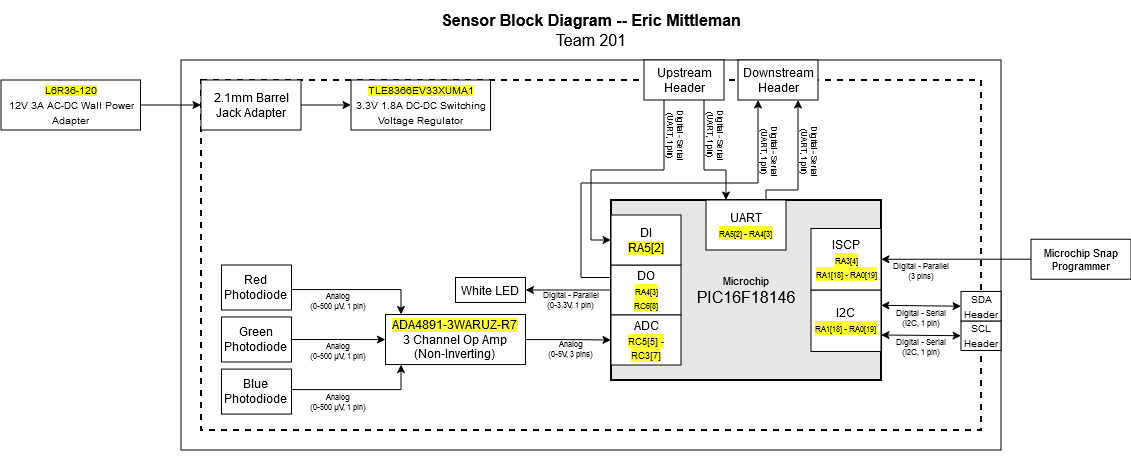 Sensor Block Diagram -- Eric Mittleman
Team 201
L6R36-120
12V 3A AC-DC Wall Power
Adapter
2.1mm Barrel
Jack Adapter
TLE8366EV33XUMA1
3.3V 1.8A DC-DC Switching
Voltage Regulator
Upstream
Header
Downstream
Header
Digital - Serial
(UART, 1 pin)
Digital - Serial
(UART, 1 pin)
Digital - Serial
(UART, 1 pin)
Digital - Serial
(UART, 1 pin)
UART
RA5[2] - RA4[3]
DI
RA5[2]
DO
RA4[3]
RC6[8]
ADC
RC5[5] -
RC3[7]
Microchip
PIC16F18146
ISCP
RA3[4]
RA1[18] - RA0[19]
I2C
RA1[18] - RA0[19]
Digital - Parallel
(3 pins)
Microchip Snap
Programmer
Digital - Serial
(I2C, 1 pin)
SDA
Header
Digital - Serial
(I2C, 1 pin)
SCL
Header
Red
Photodiode
Analog
(0-500 µV, 1 pin)
Green
Photodiode
Analog
(0-500 µV, 1 pin)
Blue
Photodiode
Analog
(0-500 µV, 1 pin)
White LED
Digital - Parallel
(0-3.3V, 1 pin)
ADA4891-3WARUZ-R7
3 Channel Op Amp
(Non-Inverting)
Analog
(0-5V, 3 pins)